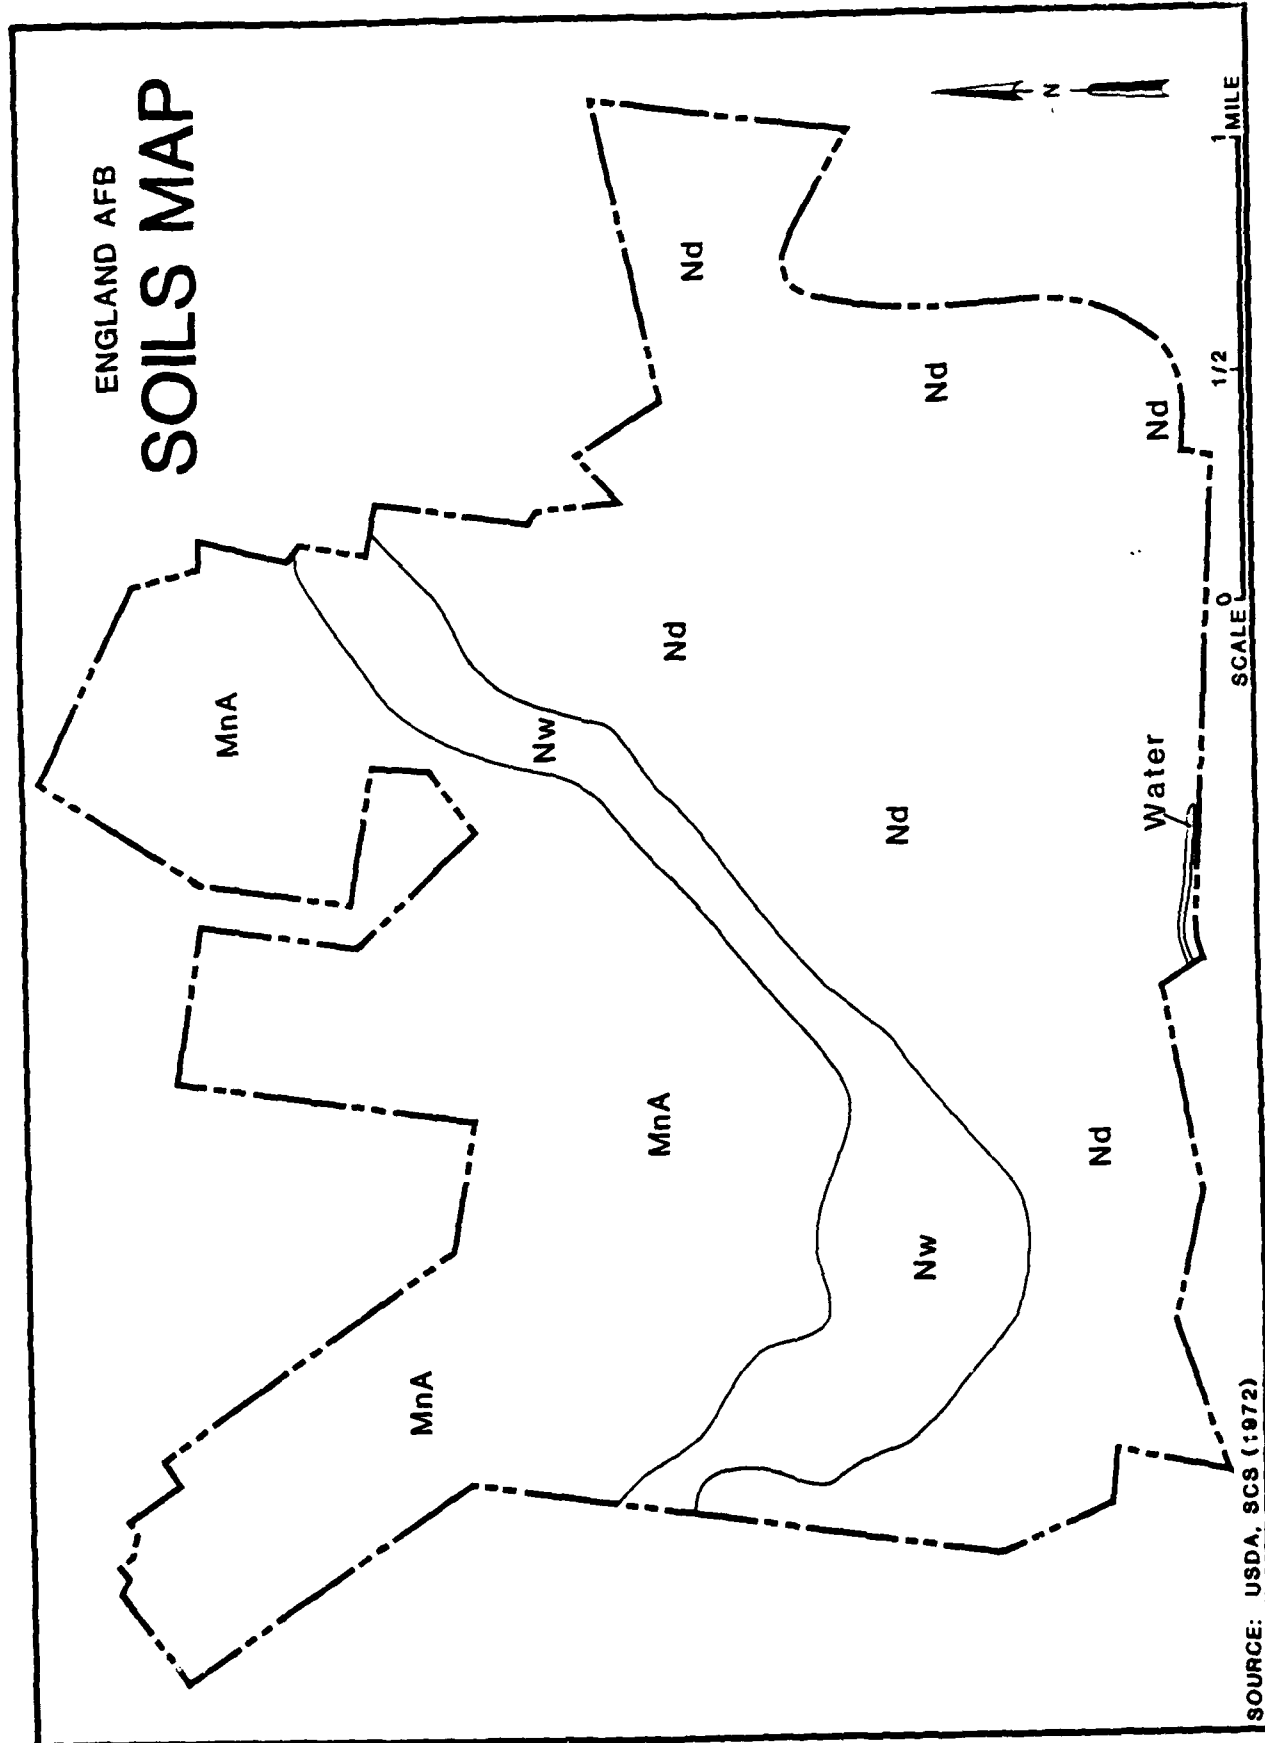 ENGLAND AFB
SOILS MAP
MnA
MnA
Nw
MnA
Nd
Nd
Nd
Nw
Nd
N
Nd
Water
Nd
SCALE 0 1/2 1 MILE
SOURCE: USDA, SCS (1972)